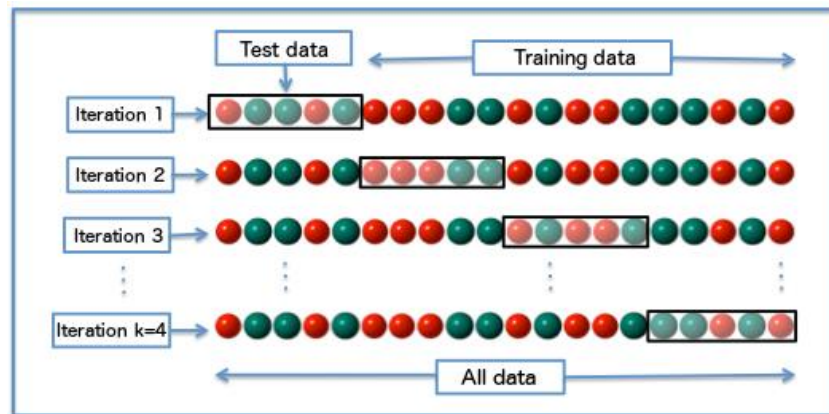 Test data
Training data
Iteration 1
Iteration 2
Iteration 3
Iteration k=4
All data